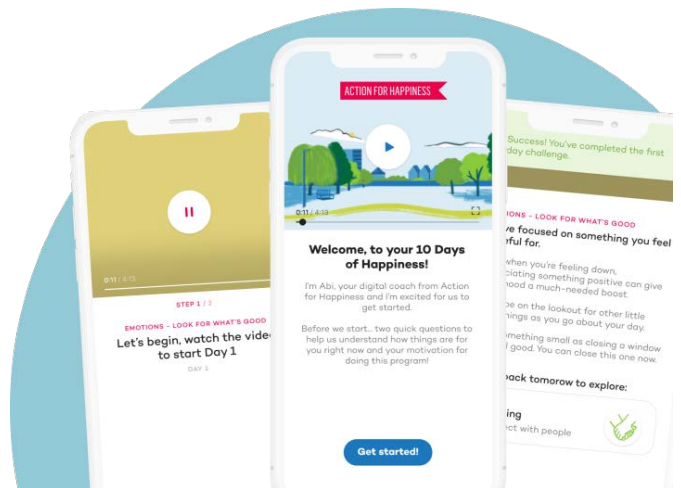 0:11 / 4:13
STEP 1 / 3
EMOTIONS - LOOK FOR WHAT'S GOOD
Let's begin, watch the vide
to start Day 1
DAY 1
ACTION FOR HAPPINESS
0:11 / 4:13
Welcome, to your 10 Days
of Happiness!
I'm Abi, your digital coach from Action
for Happiness and I'm excited for us to
get started.
Before we start.. two quick questions to
help us understand how things are for
you right now and your motivation for
doing this program!
Get started!
Success! You've completed the first
day challenge.
IONS - LOOK FOR WHAT'S GOOD
ve focused on something you feel
eful for.
when you're feeling down,
ciating something positive can give
mood a much-needed boost.
be on the lookout for other little
hings as you go about your day.
omething small as closing a window
l good. You can close this one now.
back tomorow to explore:
ing
ect with people